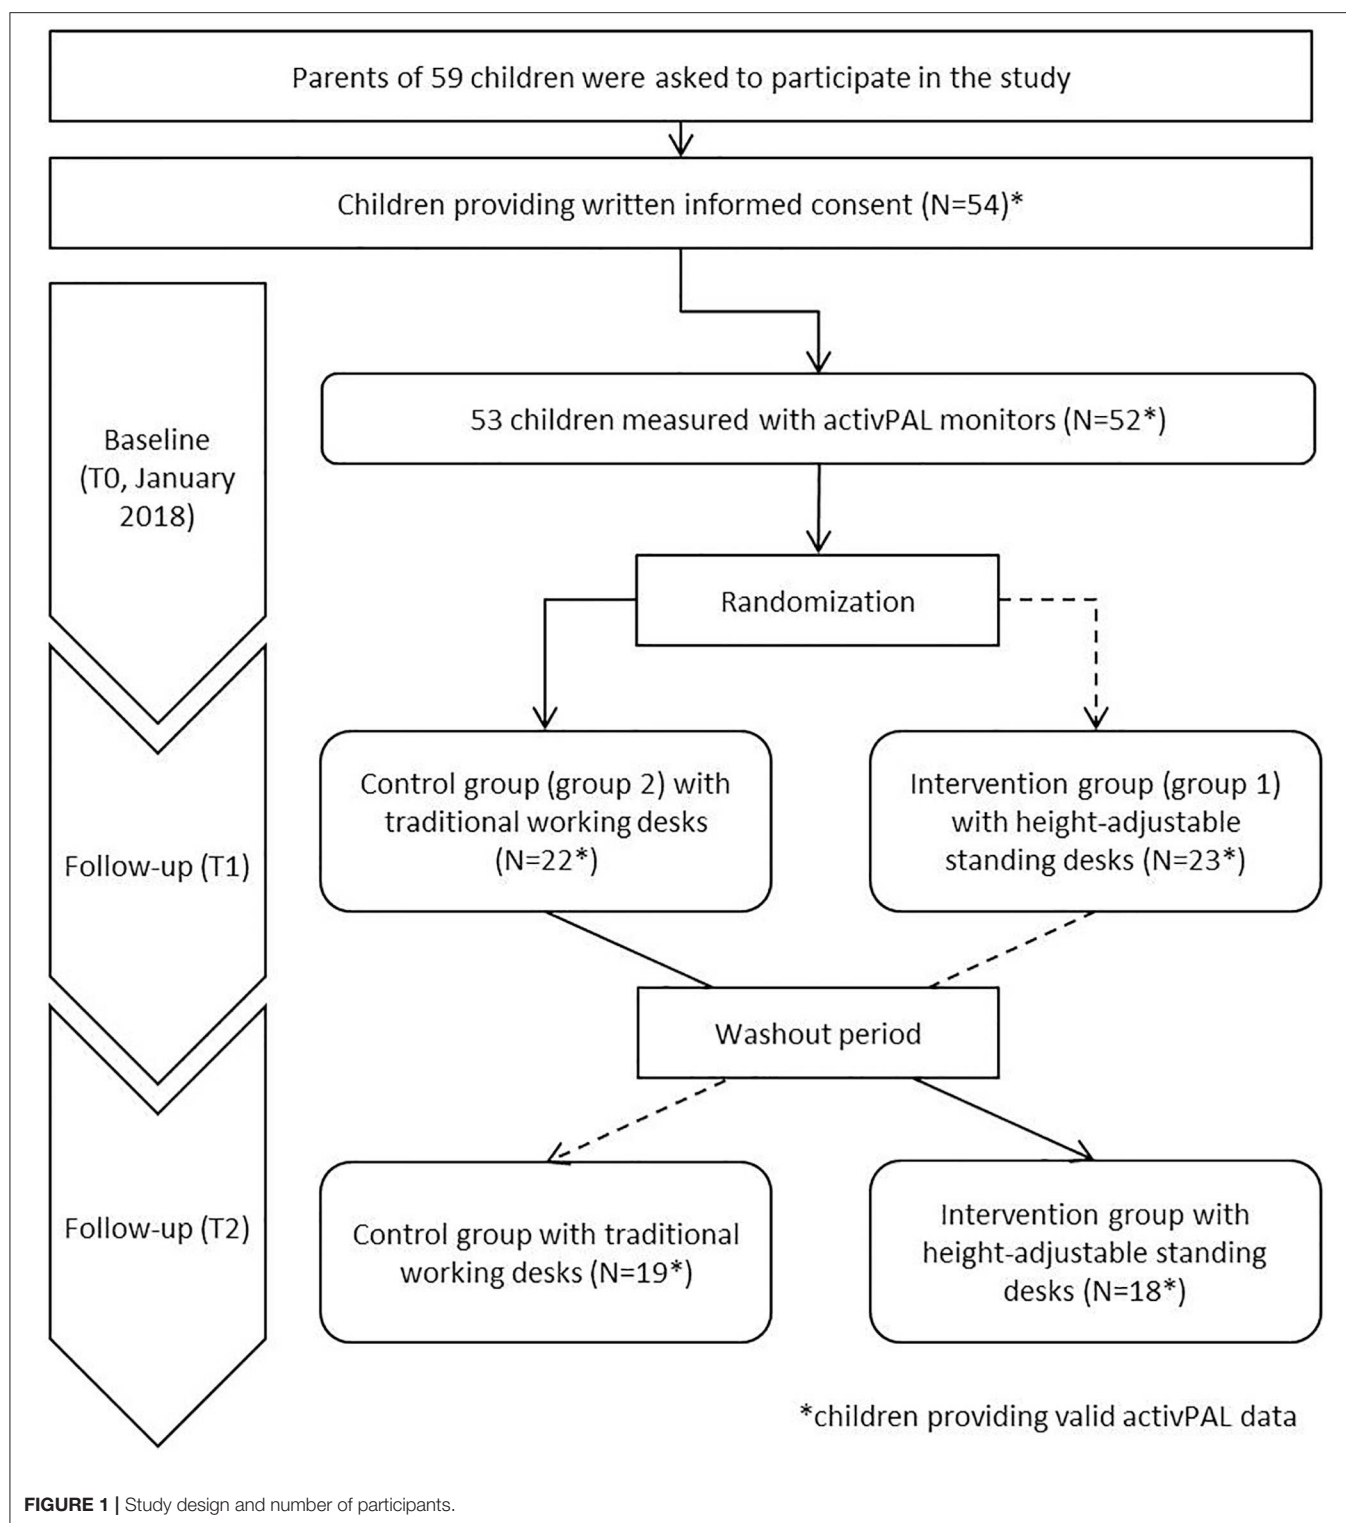 Parents of 59 children were asked to participate in the study
Children providing written informed consent (N=54)*
Baseline
(T0, January
2018)
53 children measured with activPAL monitors (N=52*)
Randomization
Follow-up (T1)
Control group (group 2) with
traditional working desks
(N=22*)
Intervention group (group 1)
with height-adjustable
standing desks (N=23*)
Washout period
Follow-up (T2)
Control group with traditional
working desks (N=19*)
Intervention group with
height-adjustable standing
desks (N=18*)
*children providing valid activPAL data
FIGURE 1 | Study design and number of participants.